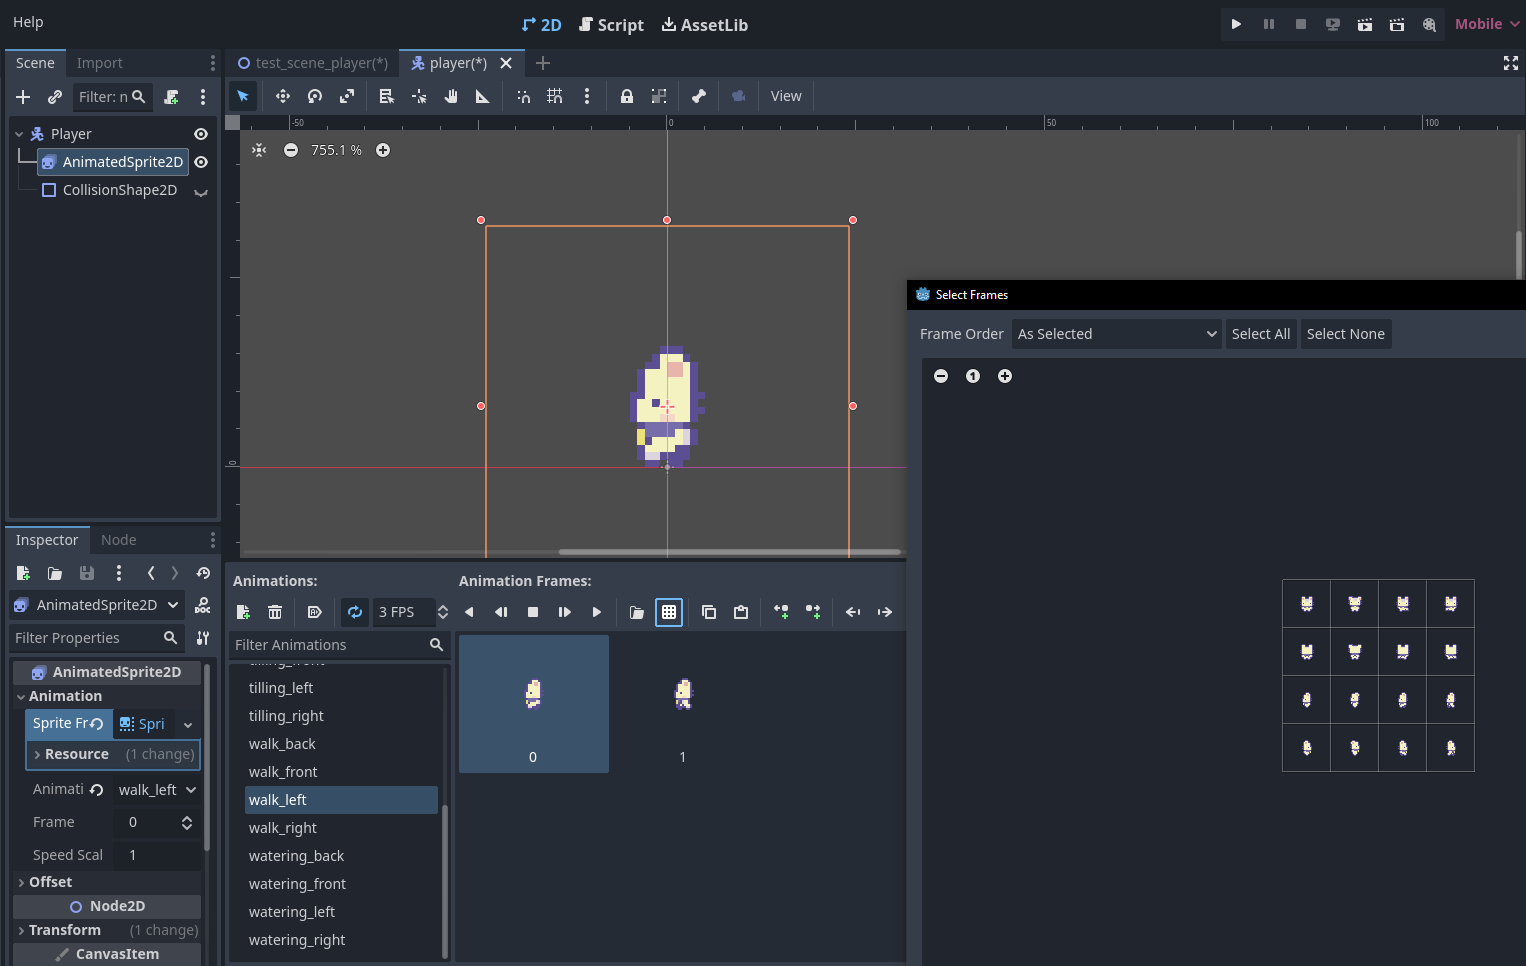 Help
2D Script AssetLib
Mobile
Scene Import
test_scene_player(*) player(*)
Filter: n
View
Player
AnimatedSprite2D
CollisionShape2D
-50 0 50 100
755.1 %
0
Select Frames
Frame Order As Selected Select All Select None
1
Inspector Node
AnimatedSprite2D
Filter Properties
AnimatedSprite2D
Animation
Sprite Fr Spri
Resource (1 change)
Animati walk_left
Frame 0
Speed Scal 1
Offset
Node2D
Transform (1 change)
CanvasItem
Animations:
3 FPS
Filter Animations
tilling_front
tilling_left
tilling_right
walk_back
walk_front
walk_left
walk_right
watering_back
watering_front
watering_left
watering_right
Animation Frames:
0 1